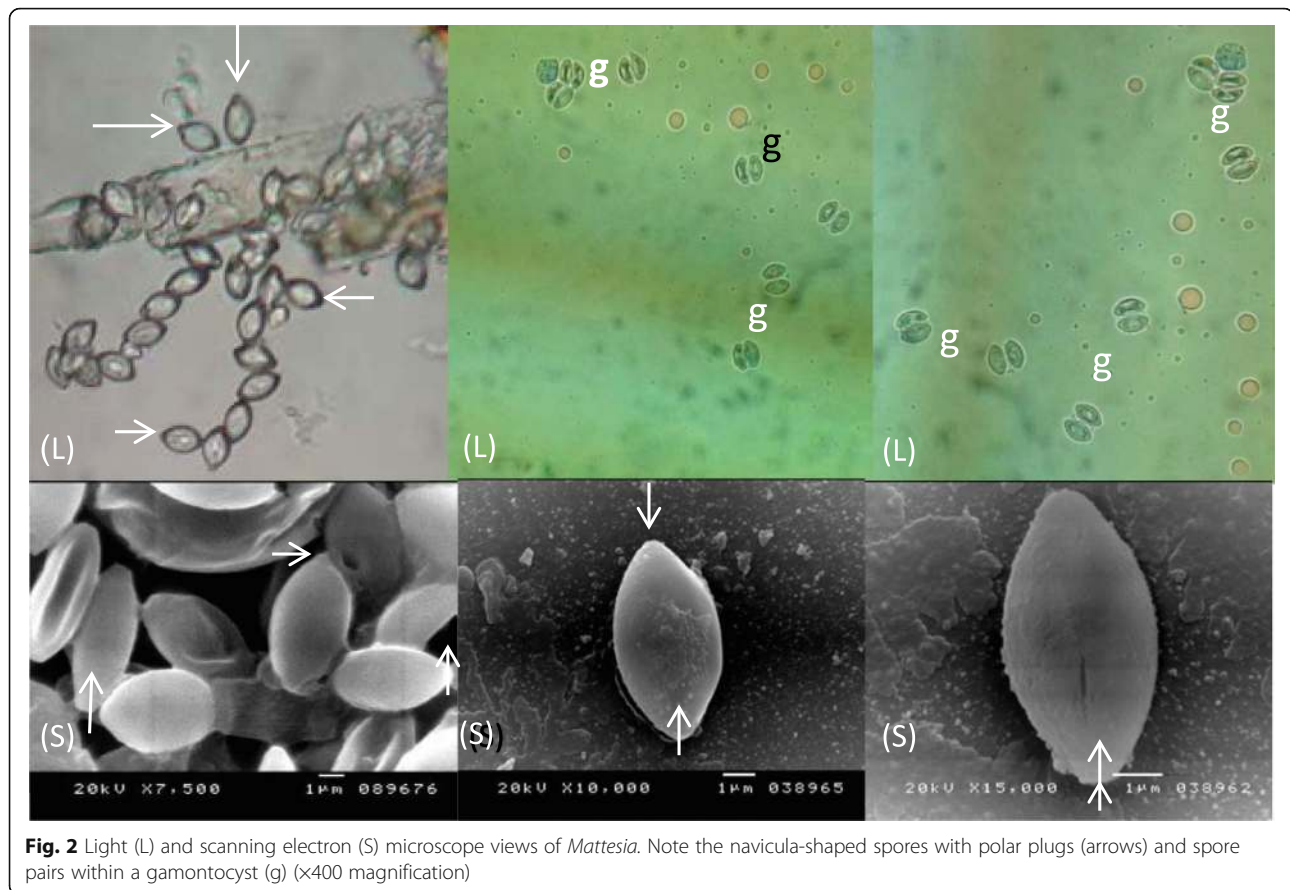 g
g
g
g
g
g
(L)
(L)
(L)
(S)
(S)
(S)
20kV X7,500 1µm 089676
20kV X10,000 1µm 038965
20kV X15,000 1µm 038962
Fig. 2 Light (L) and scanning electron (S) microscope views of Mattesia. Note the navicula-shaped spores with polar plugs (arrows) and spore
pairs within a gamontocyst (g) (×400 magnification)